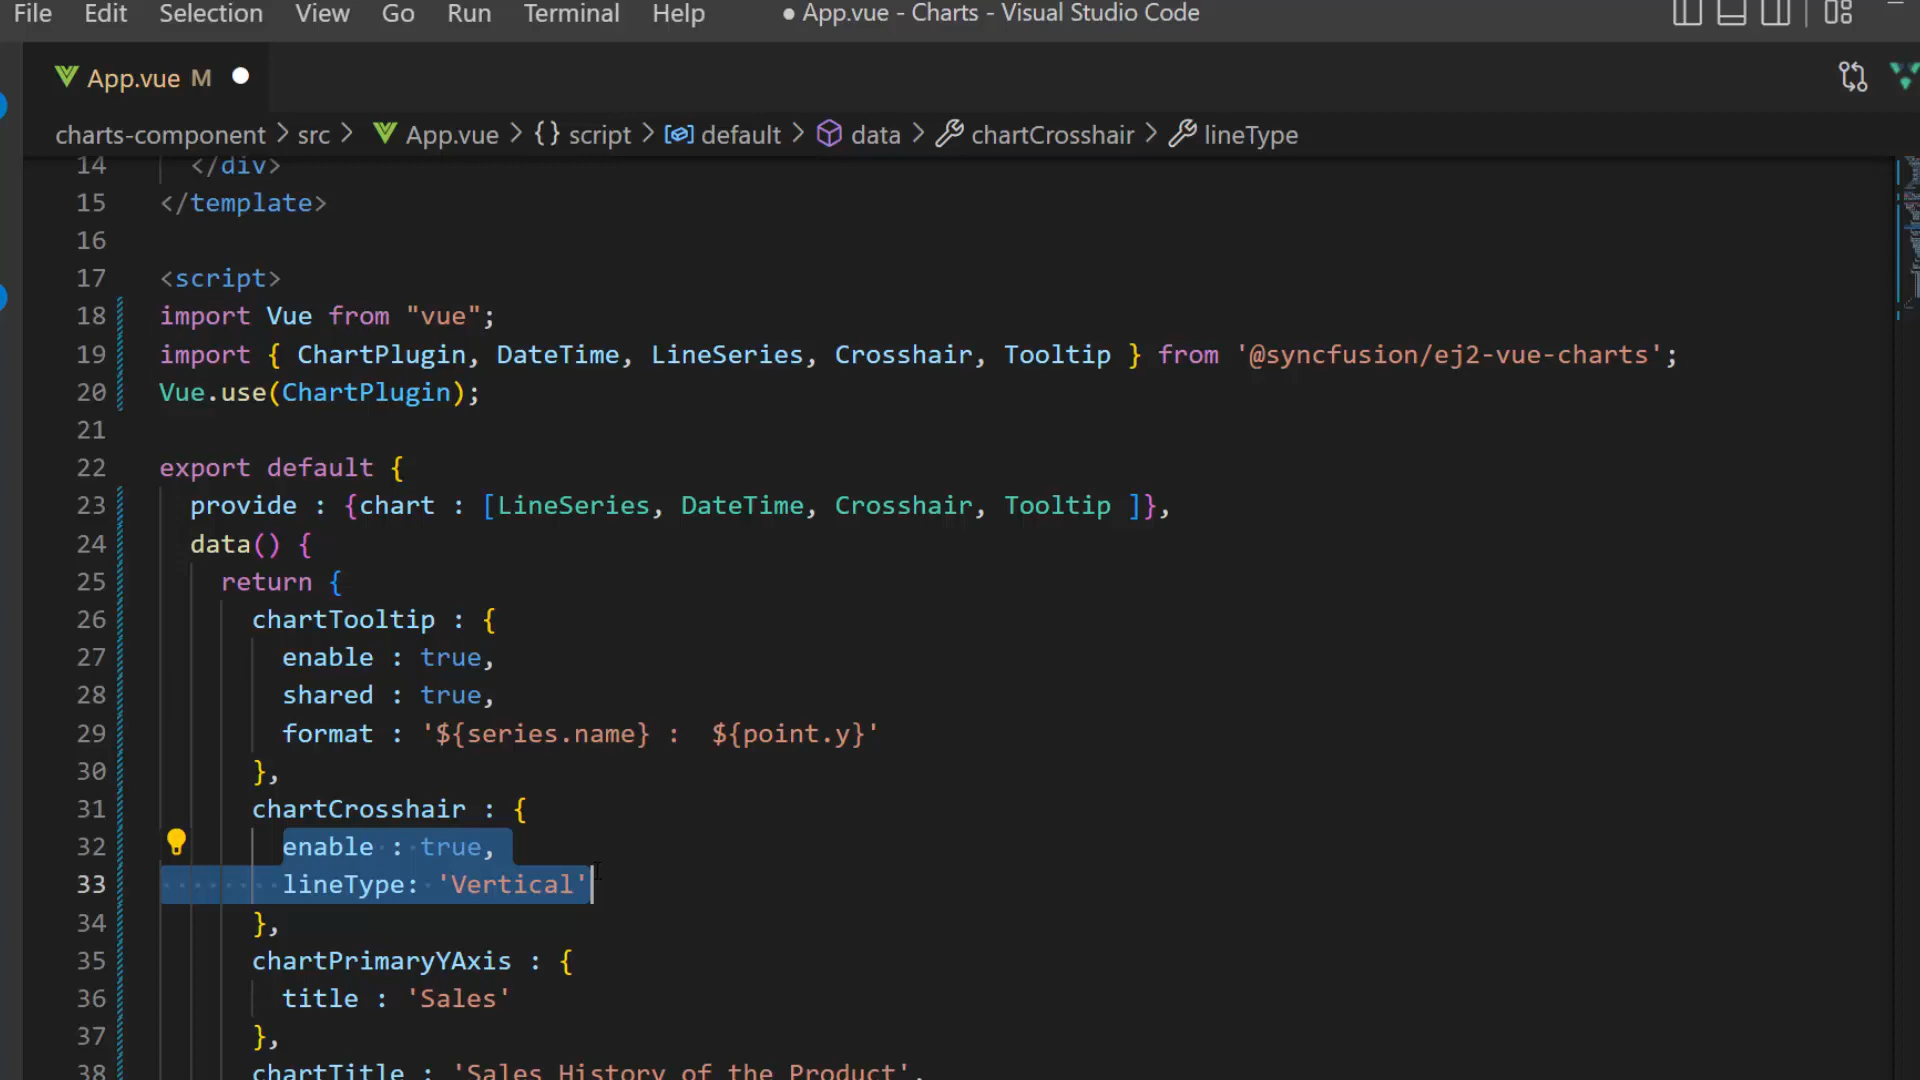 File Edit Selection View Go Run Terminal Help ● App.vue - Charts - Visual Studio Code
App.vue M ●
charts-component > src > App.vue > {} script > default > data > chartCrosshair > lineType
14 </div>
15 </template>
16
17 <script>
18 import Vue from "vue";
19 import { ChartPlugin, DateTime, LineSeries, Crosshair, Tooltip } from '@syncfusion/ej2-vue-charts';
20 Vue.use(ChartPlugin);
21
22 export default {
23 provide : {chart : [LineSeries, DateTime, Crosshair, Tooltip ]},
24 data() {
25 return {
26 chartTooltip : {
27 enable : true,
28 shared : true,
29 format : '${series.name} :  ${point.y}'
30 },
31 chartCrosshair : {
32 enable : true,
33 lineType: 'Vertical'
34 },
35 chartPrimaryYAxis : {
36 title : 'Sales'
37 },
38 chartTitle : 'Sales History of the Product',